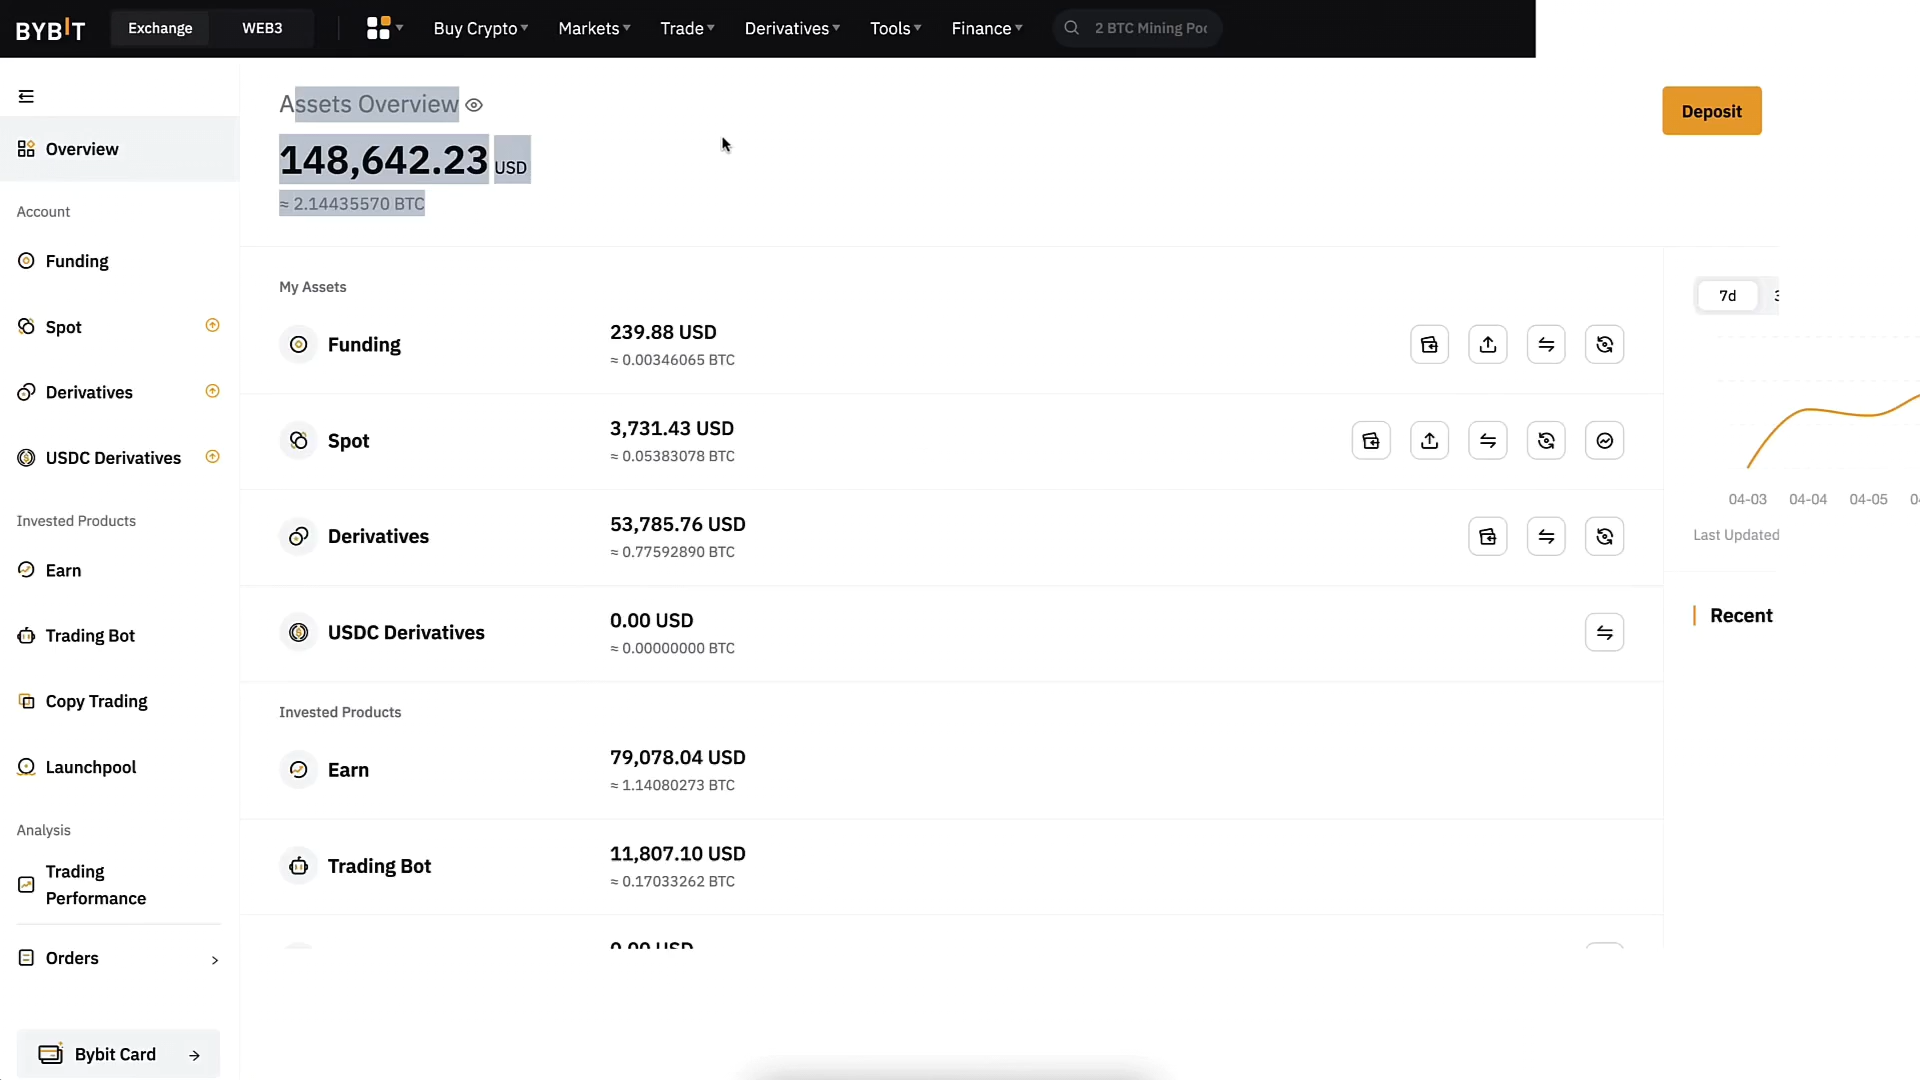 BYBIT Exchange WEB3 Buy Crypto Markets Trade Derivatives Tools Finance 2 BTC Mining
Overview
Account
Funding
Spot
Derivatives
USDC Derivatives
Invested Products
Earn
Trading Bot
Copy Trading
Launchpool
Analysis
Trading
Performance
Orders
Bybit Card
Assets Overview
148,642.23 USD
≈ 2.14435570 BTC
Deposit
My Assets
Funding
239.88 USD
≈ 0.00346065 BTC
Spot
3,731.43 USD
≈ 0.05383078 BTC
Derivatives
53,785.76 USD
≈ 0.77592890 BTC
USDC Derivatives
0.00 USD
≈ 0.00000000 BTC
Invested Products
Earn
79,078.04 USD
≈ 1.14080273 BTC
Trading Bot
11,807.10 USD
≈ 0.17033262 BTC
0.00 USD
7d
04-03 04-04 04-05
Last Updated
Recent